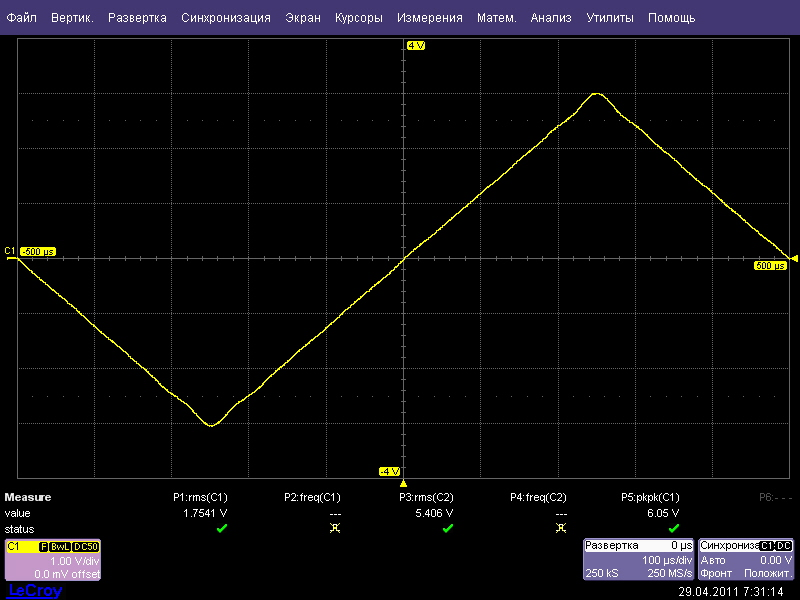 Файл Вертик. Развертка Синхронизация Экран Курсоры Измерения Матем. Анализ Утилиты Помощь
4 V
C1 -500 µs
500 µs
-4 V
Measure P1:rms(C1) P2:freq(C1) P3:rms(C2) P4:freq(C2) P5:pkpk(C1) P6:- - -
value 1.7541 V --- 5.406 V --- 6.05 V
status
C1 F BwL DC50
1.00 V/div
0.0 mV offset
Развертка 0 µs
100 µs/div
250 kS 250 MS/s
Синхрониза C1 DC
Авто 0.00 V
Фронт Положит.
LeCroy
29.04.2011 7:31:14